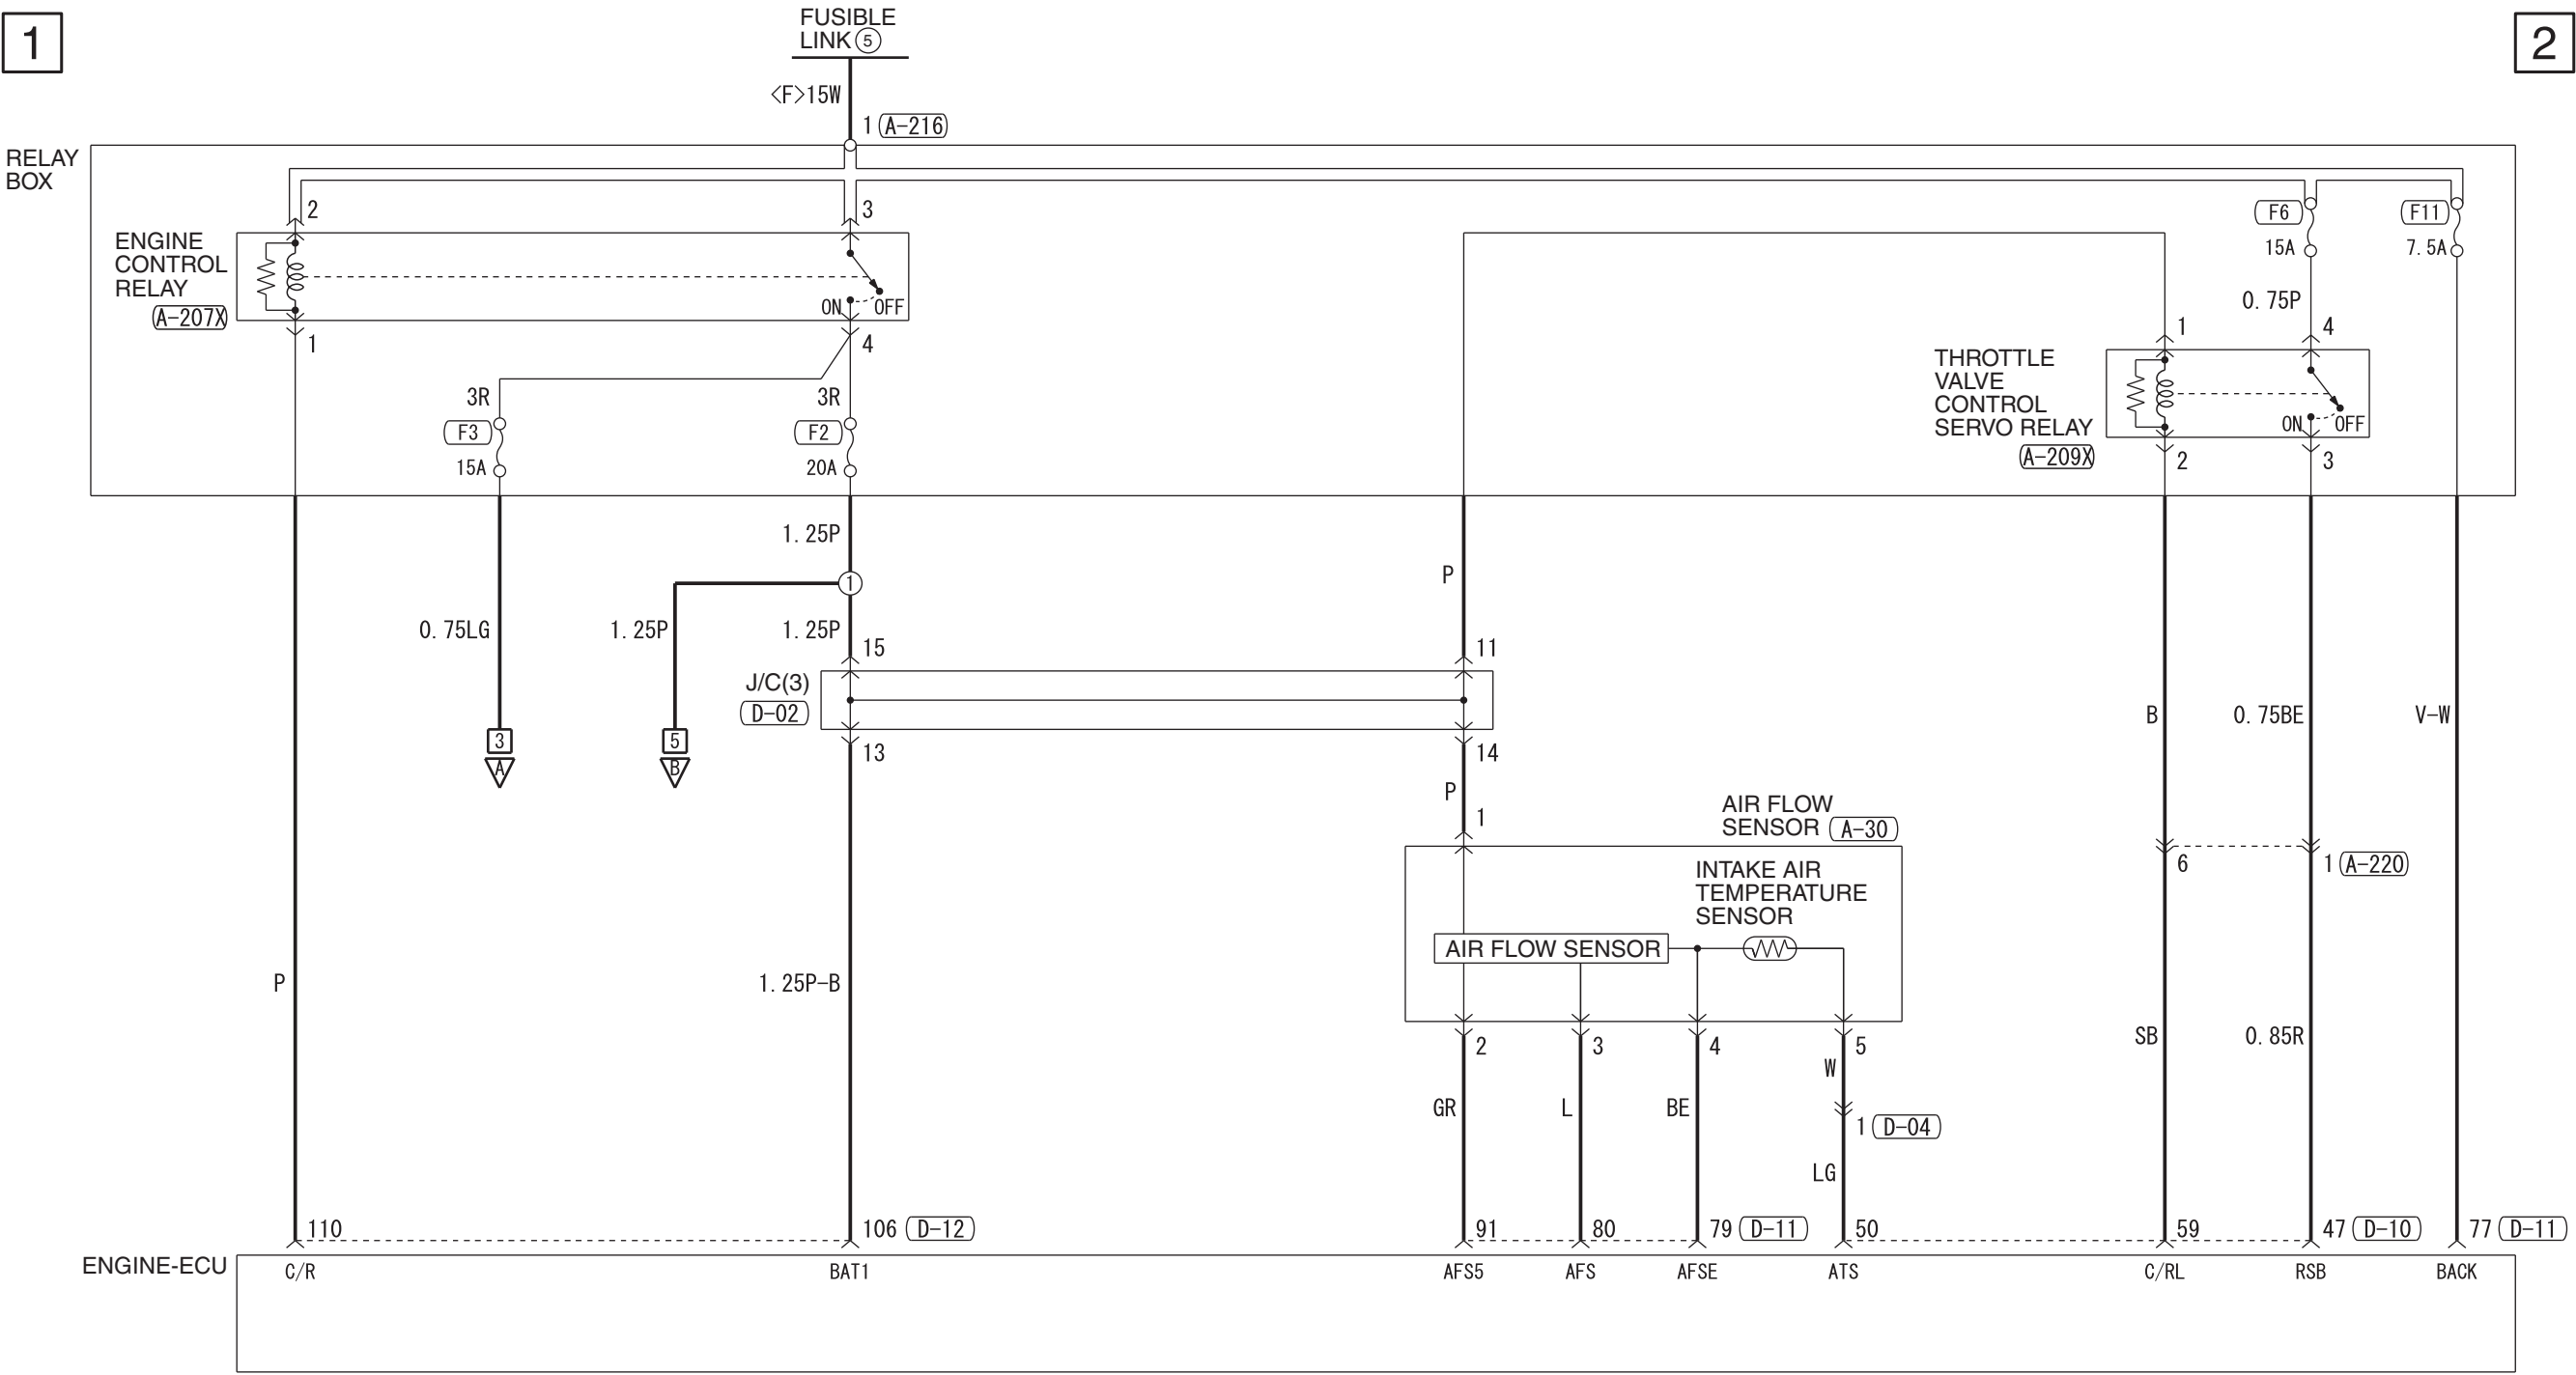 1
FUSIBLE
LINK 5
2
<F>15W
1 A-216
RELAY
BOX
2
3
F6
F11
15A
7.5A
ENGINE
CONTROL
RELAY
A-207X
ON
OFF
0.75P
1
4
1
4
THROTTLE
VALVE
CONTROL
SERVO RELAY
A-209X
ON
OFF
2
3
3R
3R
F3
F2
15A
20A
1.25P
1
P
0.75LG
1.25P
1.25P
15
11
J/C(3)
D-02
B
0.75BE
V-W
3
5
A
B
13
14
P
1
AIR FLOW
SENSOR A-30
INTAKE AIR
TEMPERATURE
SENSOR
AIR FLOW SENSOR
6
1 A-220
P
1.25P-B
2
3
4
5
SB
0.85R
W
GR
L
BE
1 D-04
LG
110
106 D-12
91
80
79 D-11
50
59
47 D-10
77 D-11
ENGINE-ECU
C/R
BAT1
AFS5
AFS
AFSE
ATS
C/RL
RSB
BACK